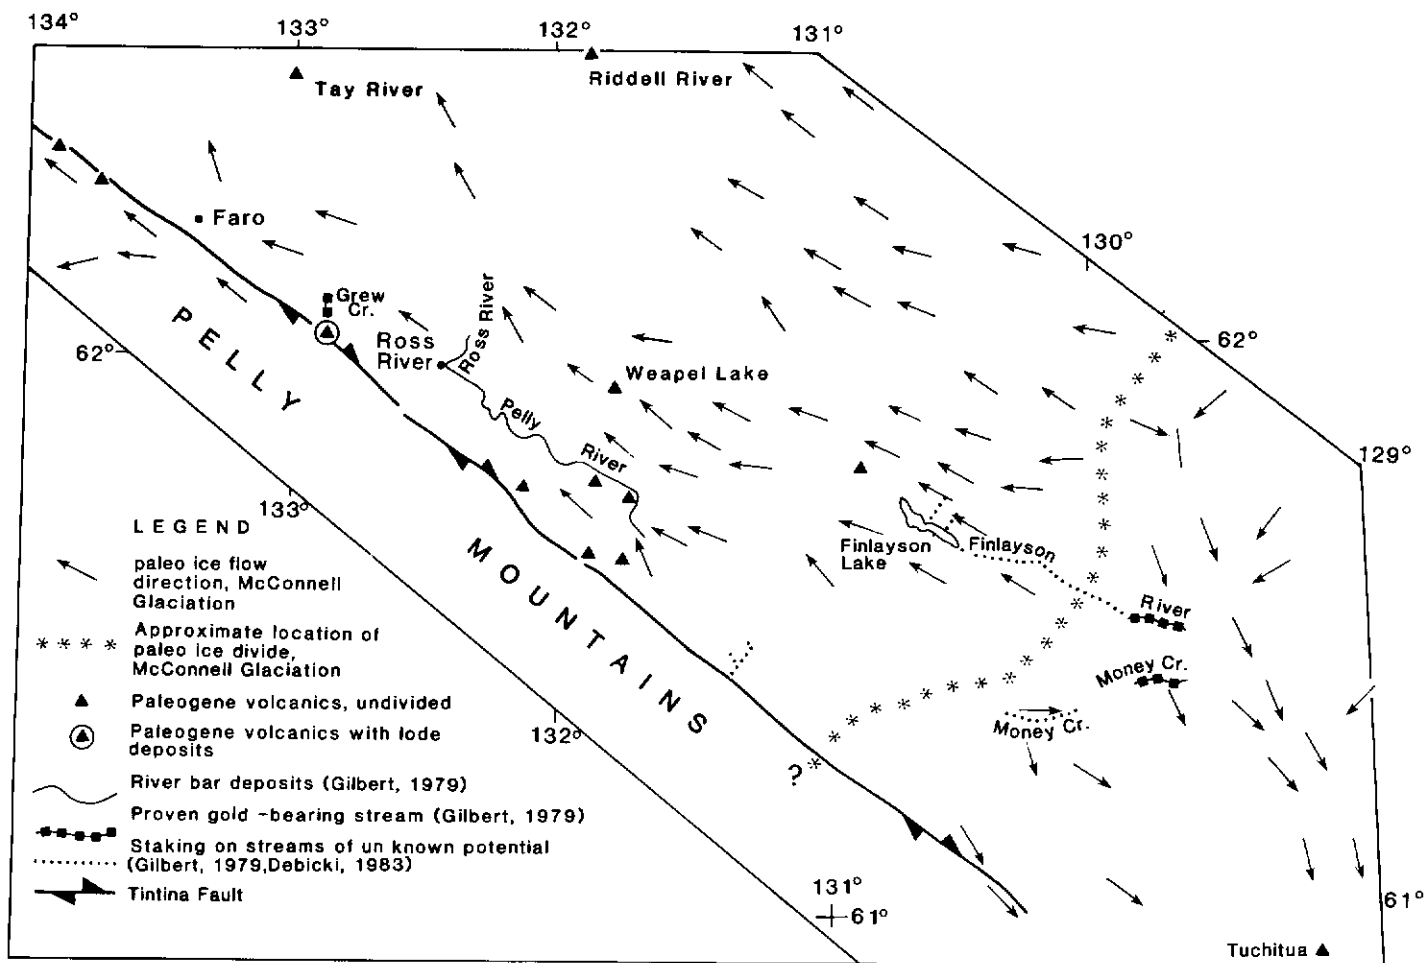 134°
133°
132°
131°
Tay River
Riddell River
Faro
130°
Grew
Cr.
Ross River
Ross
River
62°
62°
PELLY
Weapel Lake
Pelly
River
129°
133°
LEGEND
paleo ice flow
direction, McConnell
Glaciation
* * * * Approximate location of
paleo ice divide,
McConnell Glaciation
Paleogene volcanics, undivided
Paleogene volcanics with lode
deposits
River bar deposits (Gilbert, 1979)
Proven gold -bearing stream (Gilbert, 1979)
Staking on streams of un known potential
(Gilbert, 1979,Debicki, 1983)
Tintina Fault
MOUNTAINS
Finlayson
Lake
Finlayson
River
Money Cr.
Money Cr.
132°
?
131°
61°
61°
Tuchitua